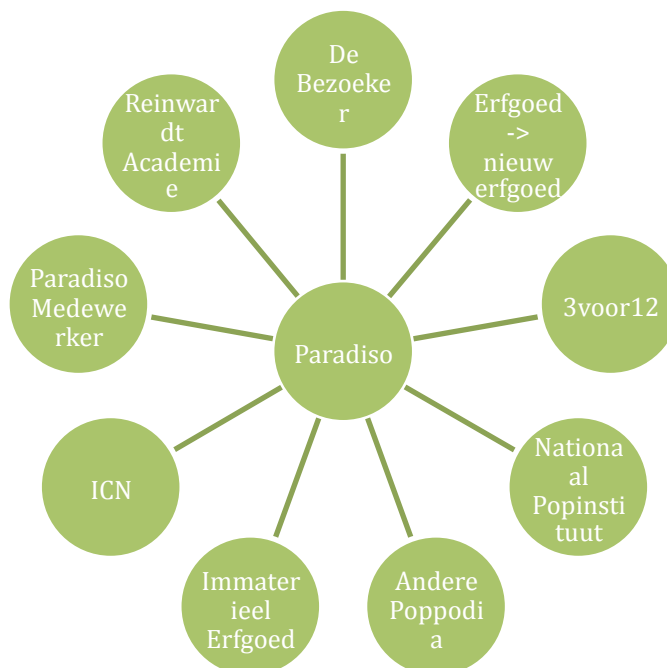 De
Bezoeke
r
Erfgoed
->
nieuw
erfgoed
3voor12
Nationa
al
Popinsti
tuut
Andere
Poppodi
a
Immater
ieel
Erfgoed
ICN
Paradiso
Medewe
rker
Reinwar
dt
Academi
e
Paradiso